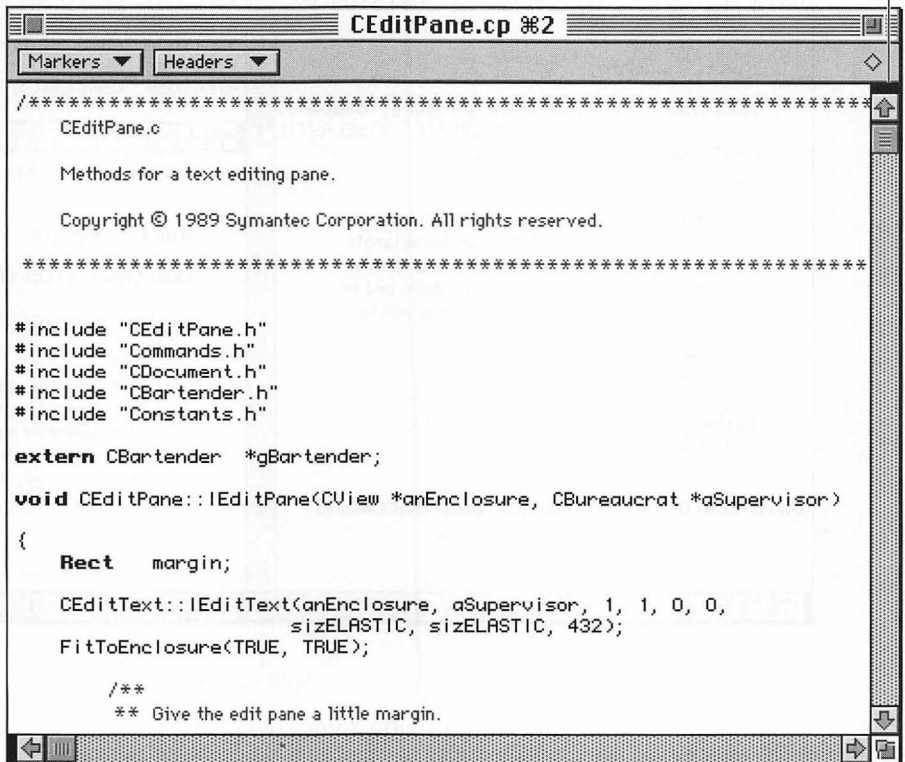 CEditPane.cp ⌘2
Markers ▼ Headers ▼
/****************************************************************
CEditPane.c
Methods for a text editing pane.
Copyright © 1989 Symantec Corporation. All rights reserved.
****************************************************************
#include "CEditPane.h"
#include "Commands.h"
#include "CDocument.h"
#include "CBartender.h"
#include "Constants.h"
extern CBartender *gBartender;
void CEditPane::IEditPane(CView *anEnclosure, CBureaucrat *aSupervisor)
{
Rect margin;
CEditText::IEditText(anEnclosure, aSupervisor, 1, 1, 0, 0,
sizELASTIC, sizELASTIC, 432);
FitToEnclosure(TRUE, TRUE);
/**
** Give the edit pane a little margin.